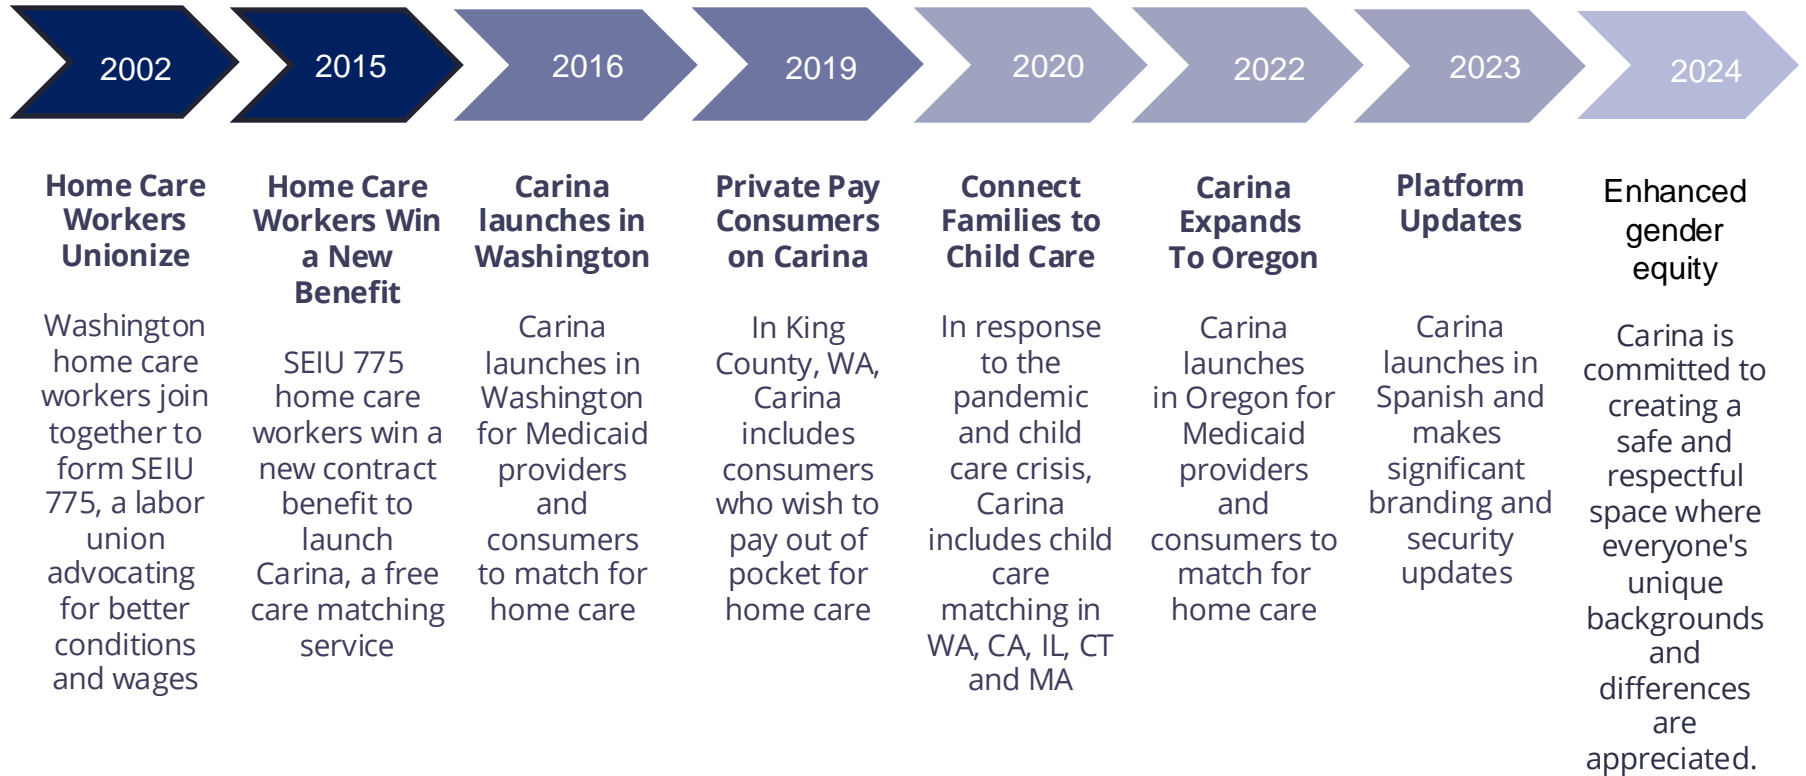 2002
2015
2016
2019
2020
2022
2023
2024
Home Care
Workers
Unionize
Washington
home care
workers join
together to
form SEIU
775, a labor
union
advocating
for better
conditions
and wages
Home Care
Workers Win
a New
Benefit
SEIU 775
home care
workers win a
new contract
benefit to
launch
Carina, a free
care matching
service
Carina
launches in
Washington
Carina
launches in
Washington
for Medicaid
providers
and
consumers
to match for
home care
Private Pay
Consumers
on Carina
In King
County, WA,
Carina
includes
consumers
who wish to
pay out of
pocket for
home care
Connect
Families to
Child Care
In response
to the
pandemic
and child
care crisis,
Carina
includes child
care
matching in
WA, CA, IL, CT
and MA
Carina
Expands
To Oregon
Carina
launches
in Oregon for
Medicaid
providers
and
consumers to
match for
home care
Platform
Updates
Carina
launches in
Spanish and
makes
significant
branding and
security
updates
Enhanced
gender
equity
Carina is
committed to
creating a
safe and
respectful
space where
everyone's
unique
backgrounds
and
differences
are
appreciated.